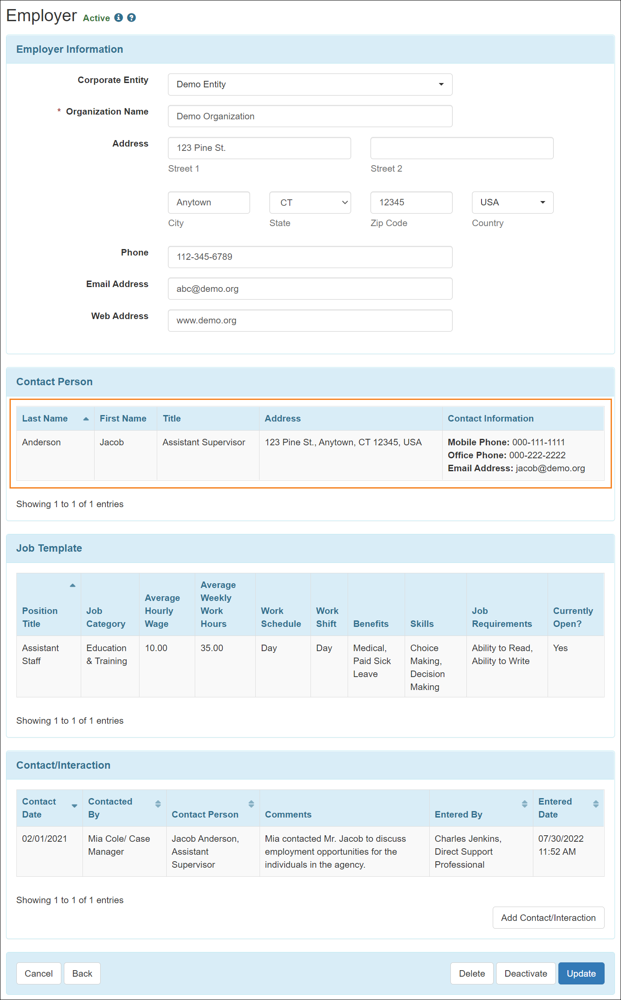 Employer Active
Employer Information
Corporate Entity
Demo Entity
* Organization Name
Demo Organization
Address
123 Pine St.
Street 1
Street 2
Anytown
CT
12345
USA
City
State
Zip Code
Country
Phone
112-345-6789
Email Address
abc@demo.org
Web Address
www.demo.org
Contact Person
Last Name
First Name
Title
Address
Contact Information
Anderson
Jacob
Assistant Supervisor
123 Pine St., Anytown, CT 12345, USA
Mobile Phone: 000-111-1111
Office Phone: 000-222-2222
Email Address: jacob@demo.org
Showing 1 to 1 of 1 entries
Job Template
Position
Title
Job
Category
Average
Hourly
Wage
Average
Weekly
Work
Hours
Work
Schedule
Work
Shift
Benefits
Skills
Job
Requirements
Currently
Open?
Assistant
Staff
Education
& Training
10.00
35.00
Day
Day
Medical,
Paid Sick
Leave
Choice
Making,
Decision
Making
Ability to Read,
Ability to Write
Yes
Showing 1 to 1 of 1 entries
Contact/Interaction
Contact
Date
Contacted
By
Contact Person
Comments
Entered By
Entered
Date
02/01/2021
Mia Cole/ Case
Manager
Jacob Anderson,
Assistant
Supervisor
Mia contacted Mr. Jacob to discuss
employment opportunities for the
individuals in the agency.
Charles Jenkins,
Direct Support
Professional
07/30/2022
11:52 AM
Showing 1 to 1 of 1 entries
Add Contact/Interaction
Cancel
Back
Delete
Deactivate
Update